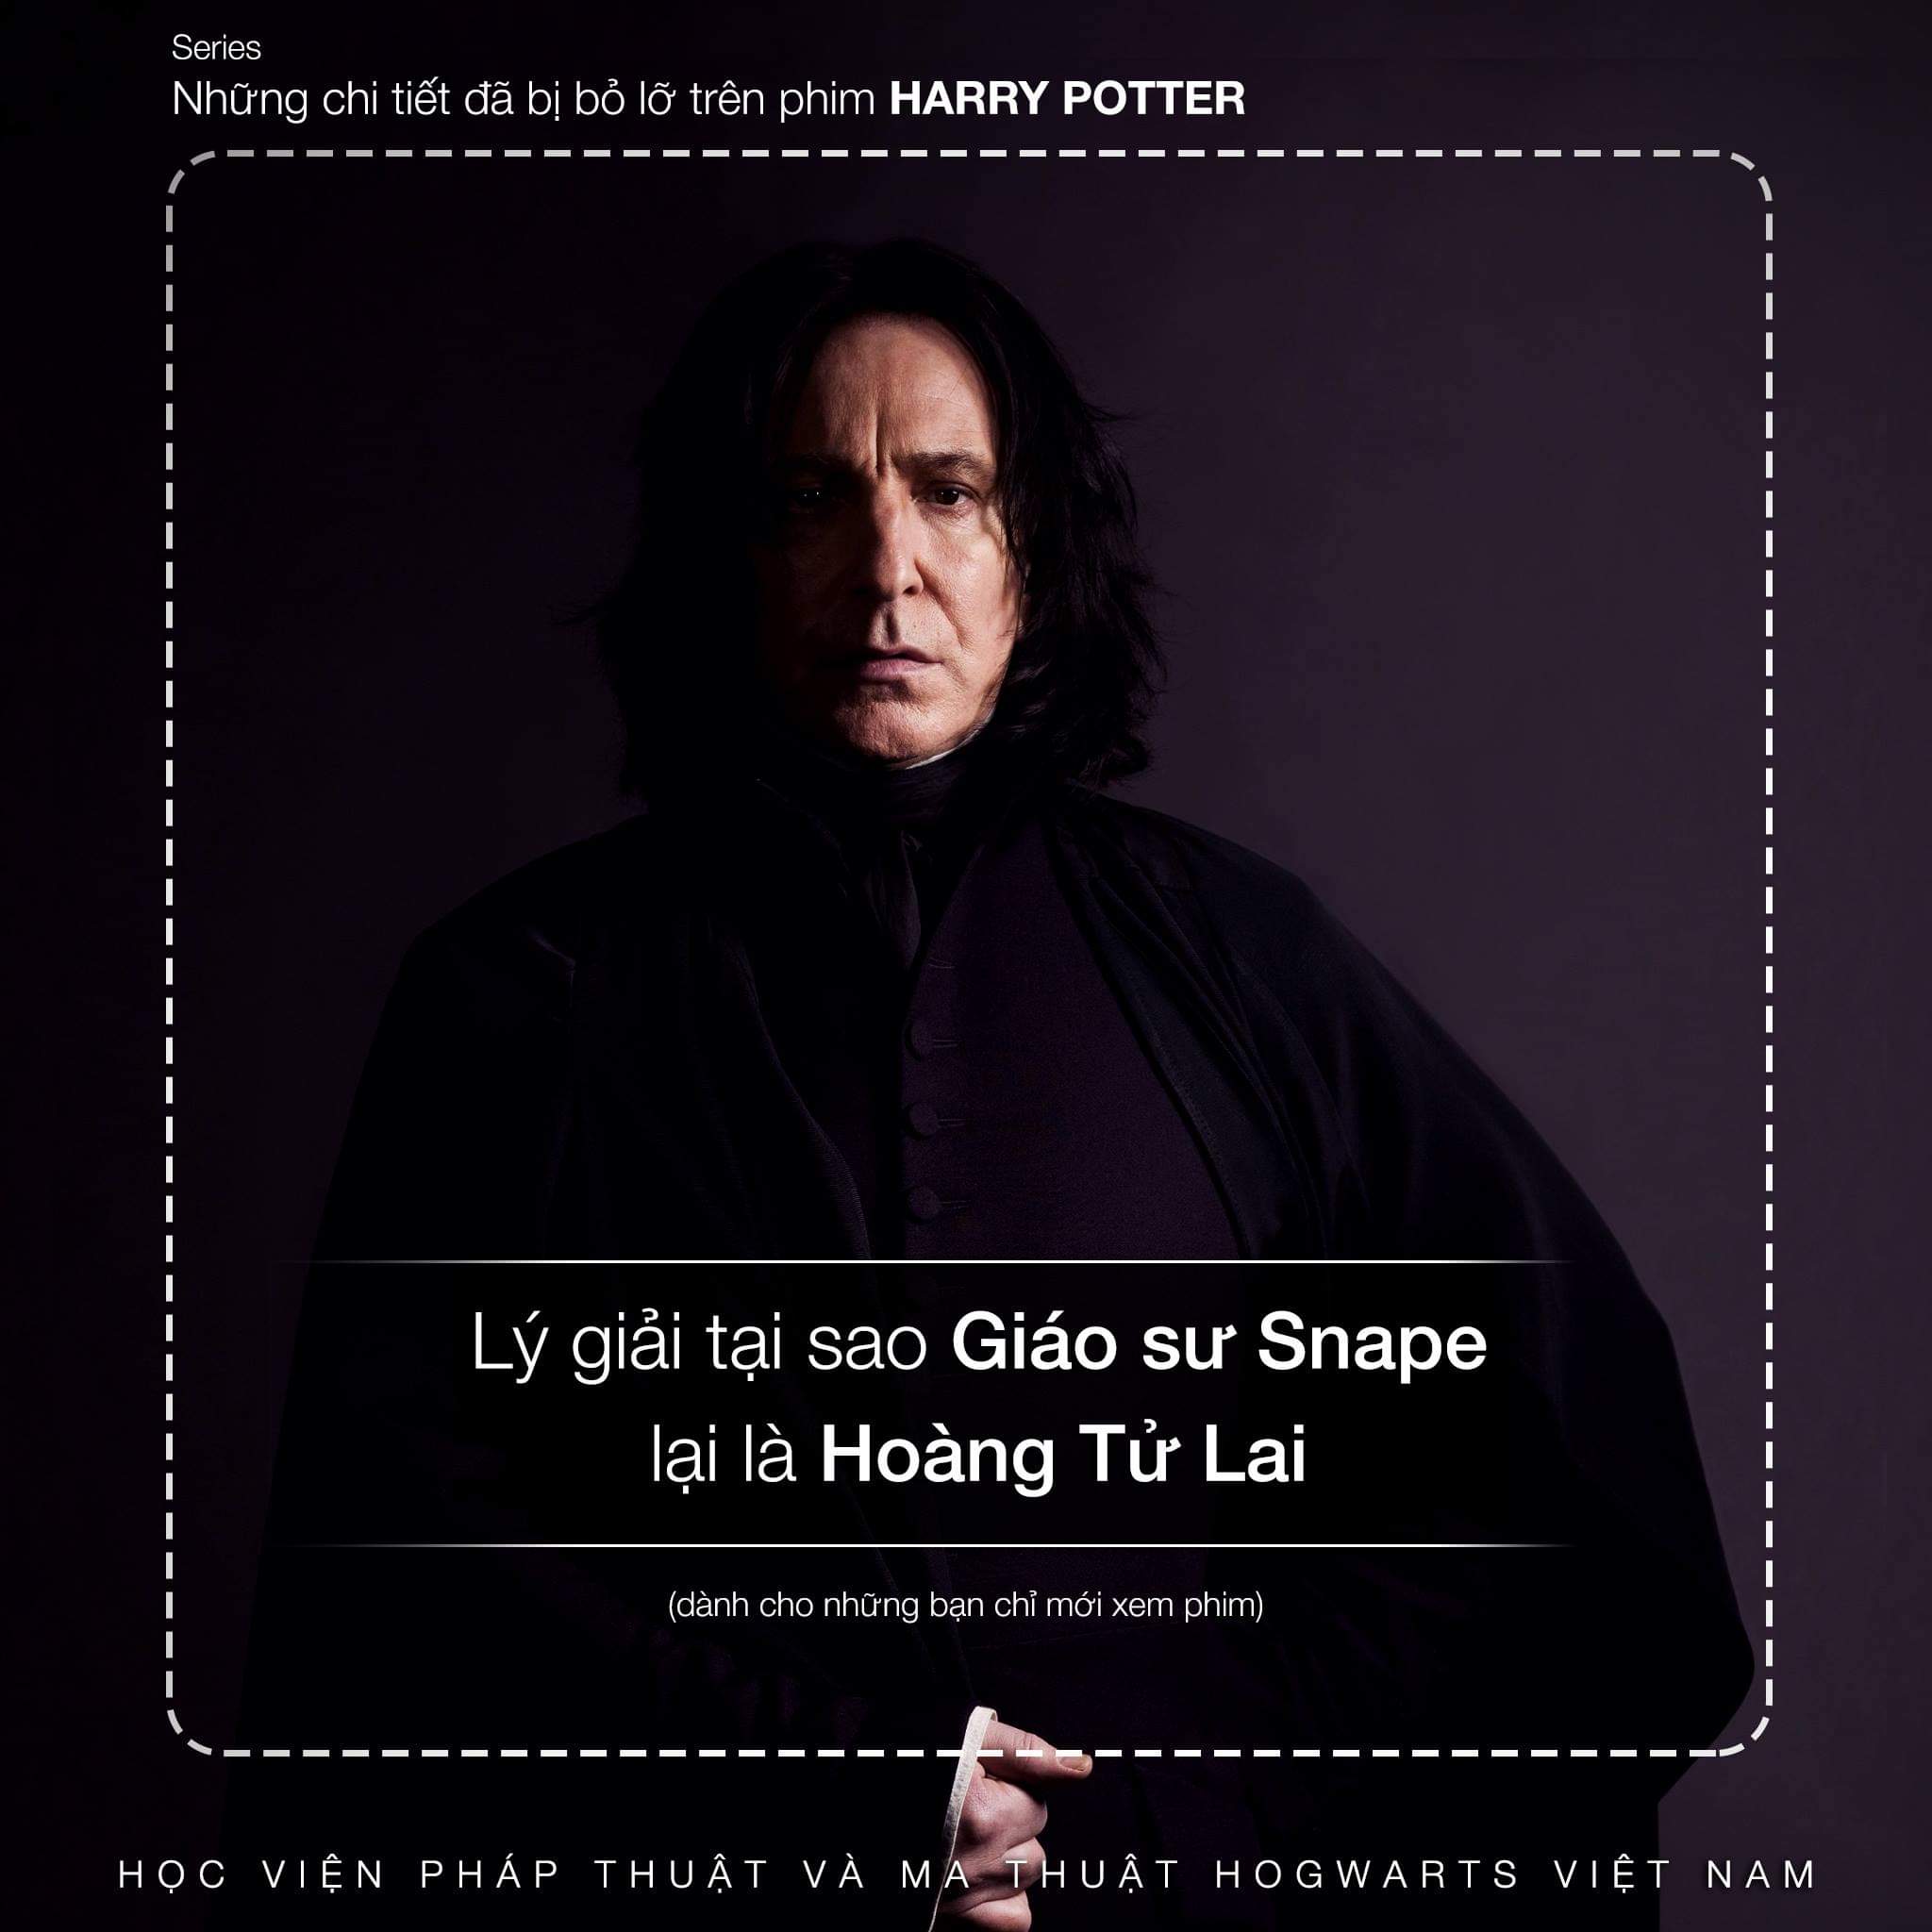 Series
Những chi tiết đã bị bỏ lỡ trên phim HARRY POTTER
Lý giải tại sao Giáo sư Snape
lại là Hoàng Tử Lai
(dành cho những bạn chỉ mới xem phim)
HỌC VIỆN PHÁP THUẬT VÀ MA THUẬT HOGWARTS VIỆT NAM